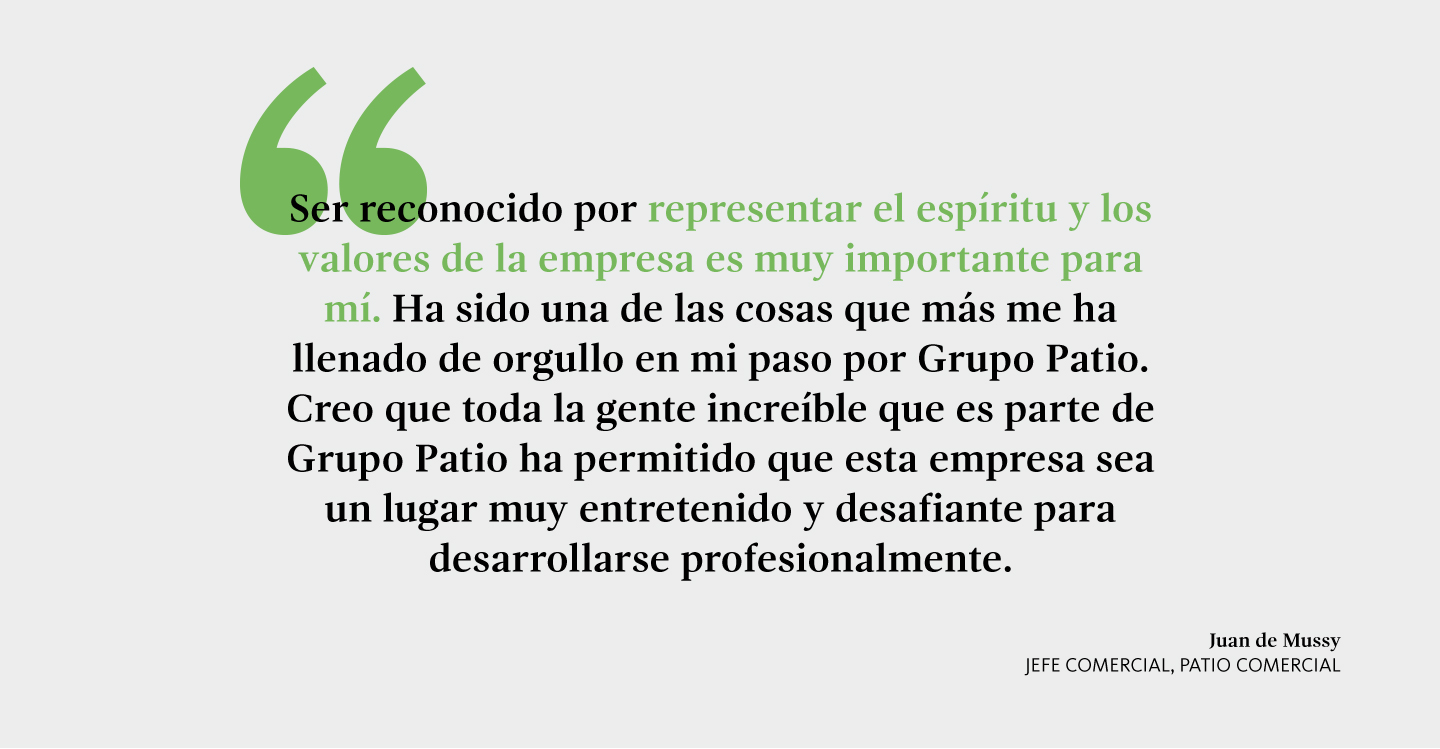 “
Ser reconocido por representar el espíritu y los
valores de la empresa es muy importante para
mí. Ha sido una de las cosas que más me ha
llenado de orgullo en mi paso por Grupo Patio.
Creo que toda la gente increíble que es parte de
Grupo Patio ha permitido que esta empresa sea
un lugar muy entretenido y desafiante para
desarrollarse profesionalmente.
Juan de Mussy
JEFE COMERCIAL, PATIO COMERCIAL